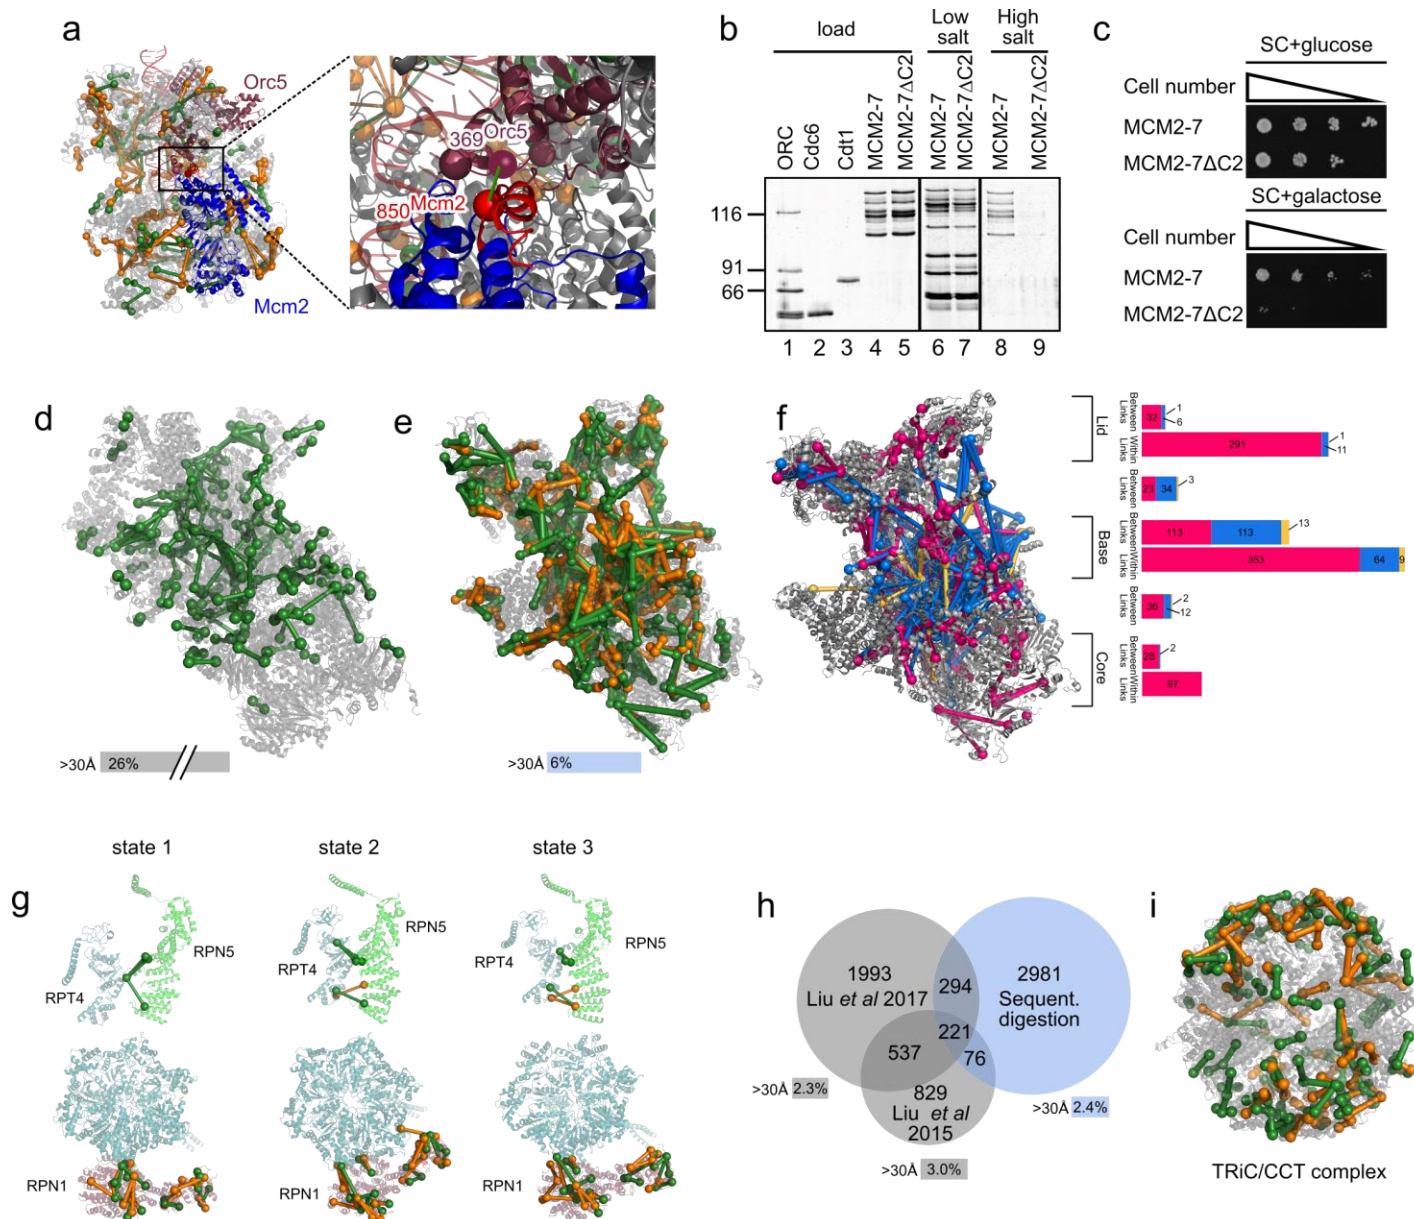 a
Orc5
Mcm2
369Orc5
850Mcm2
b
load
Low
salt
High
salt
ORC
Cdc6
Cdt1
MCM2-7
MCM2-7ΔC2
MCM2-7
MCM2-7ΔC2
MCM2-7
MCM2-7ΔC2
116
91
66
1 2 3 4 5 6 7 8 9
c
SC+glucose
Cell number
MCM2-7
MCM2-7ΔC2
SC+galactose
Cell number
MCM2-7
MCM2-7ΔC2
d
>30Å 26%
e
>30Å 6%
f
Lid
Base
Core
Between
Links
32
1
6
Within
Links
291
1
11
Between
Links
23 34
3
Between
Links
113 113
13
Within
Links
353 64 9
Between
Links
36
2
12
Between
Links
28
2
Within
Links
97
g
state 1
state 2
state 3
RPT4
RPN5
RPT4
RPN5
RPT4
RPN5
RPN1
RPN1
RPN1
h
1993
Liu et al 2017
294
2981
Sequent.
digestion
221
537
76
829
Liu et al
2015
>30Å 2.3%
>30Å 2.4%
>30Å 3.0%
i
TRiC/CCT complex